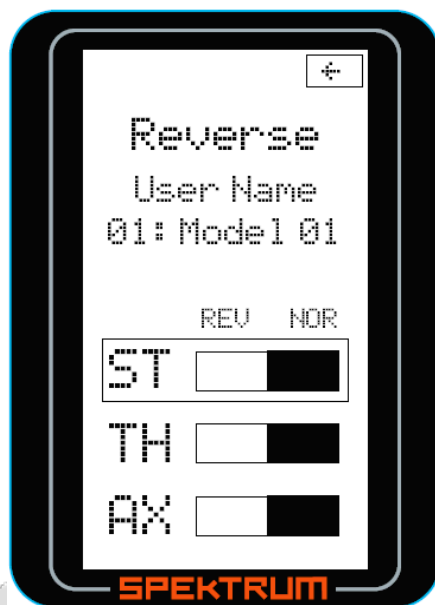 ←
Reverse
User Name
01: Model 01
REV NOR
ST
TH
AX
SPEKTRUM